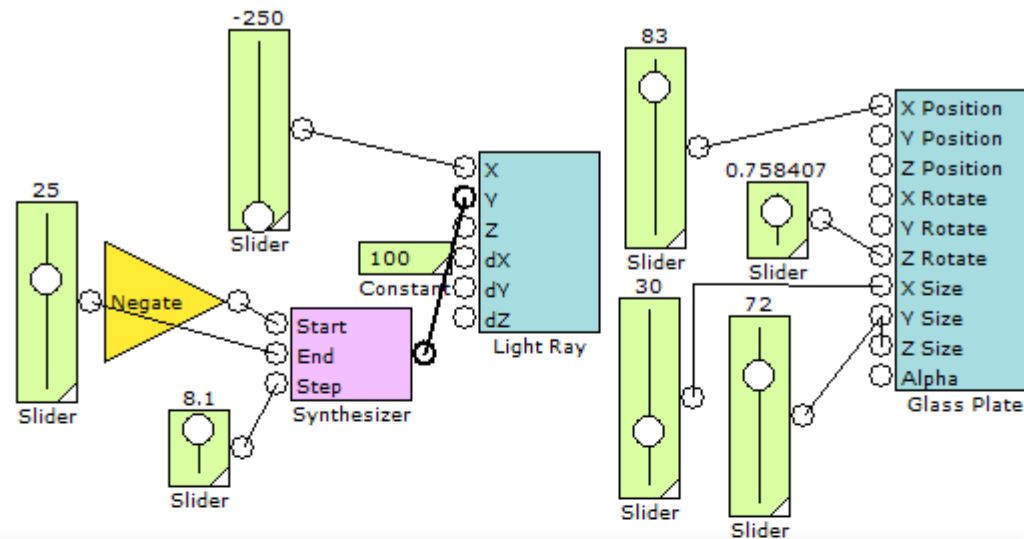 -250
Slider
25
Slider
Negate
8.1
Slider
Start
End
Step
Synthesizer
100
Constant
X
Y
Z
dX
dY
dZ
Light Ray
83
Slider
0.758407
Slider
30
Slider
72
Slider
X Position
Y Position
Z Position
X Rotate
Y Rotate
Z Rotate
X Size
Y Size
Z Size
Alpha
Glass Plate